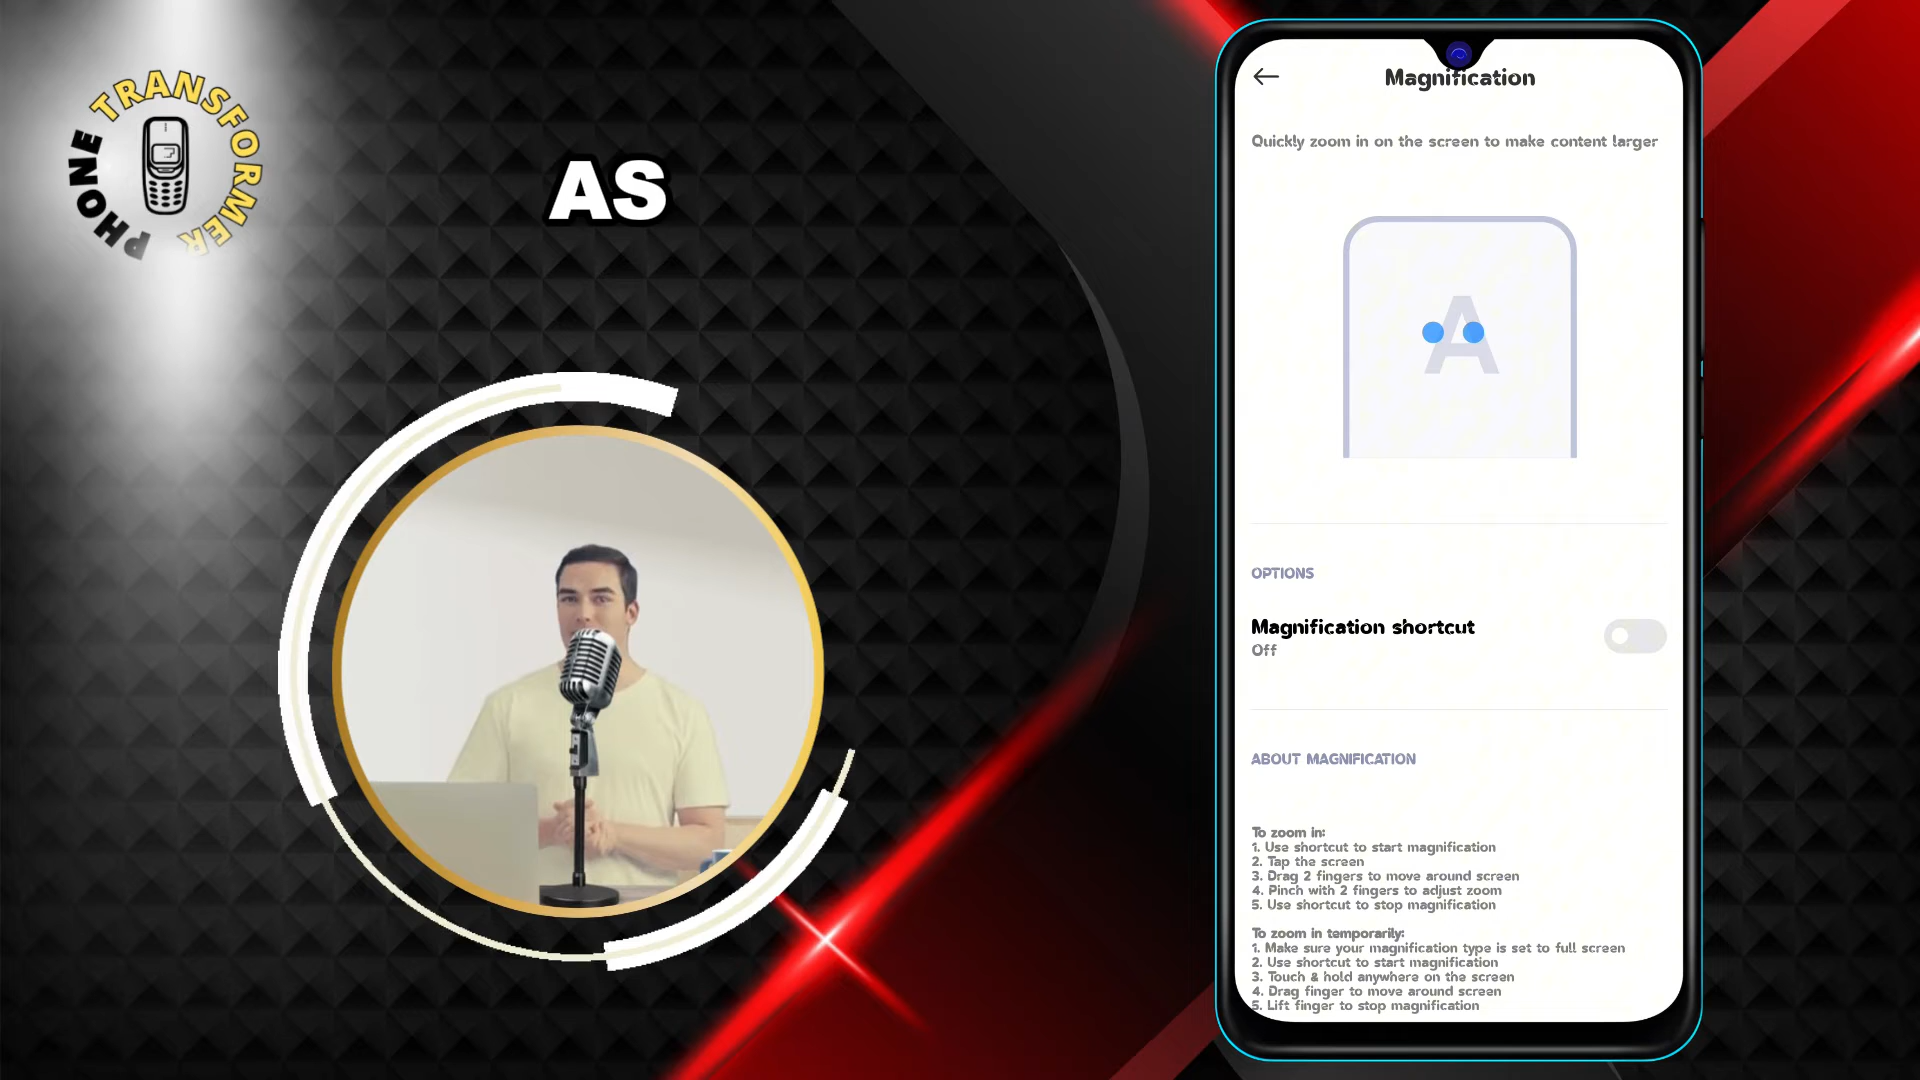 PHONE TRANSFORMER
AS
Magnification
Quickly zoom in on the screen to make content larger
A
OPTIONS
Magnification shortcut
Off
ABOUT MAGNIFICATION
To zoom in:
1. Use shortcut to start magnification
2. Tap the screen
3. Drag 2 fingers to move around screen
4. Pinch with 2 fingers to adjust zoom
5. Use shortcut to stop magnification
To zoom in temporarily:
1. Make sure your magnification type is set to full screen
2. Use shortcut to start magnification
3. Touch & hold anywhere on the screen
4. Drag finger to move around screen
5. Lift finger to stop magnification